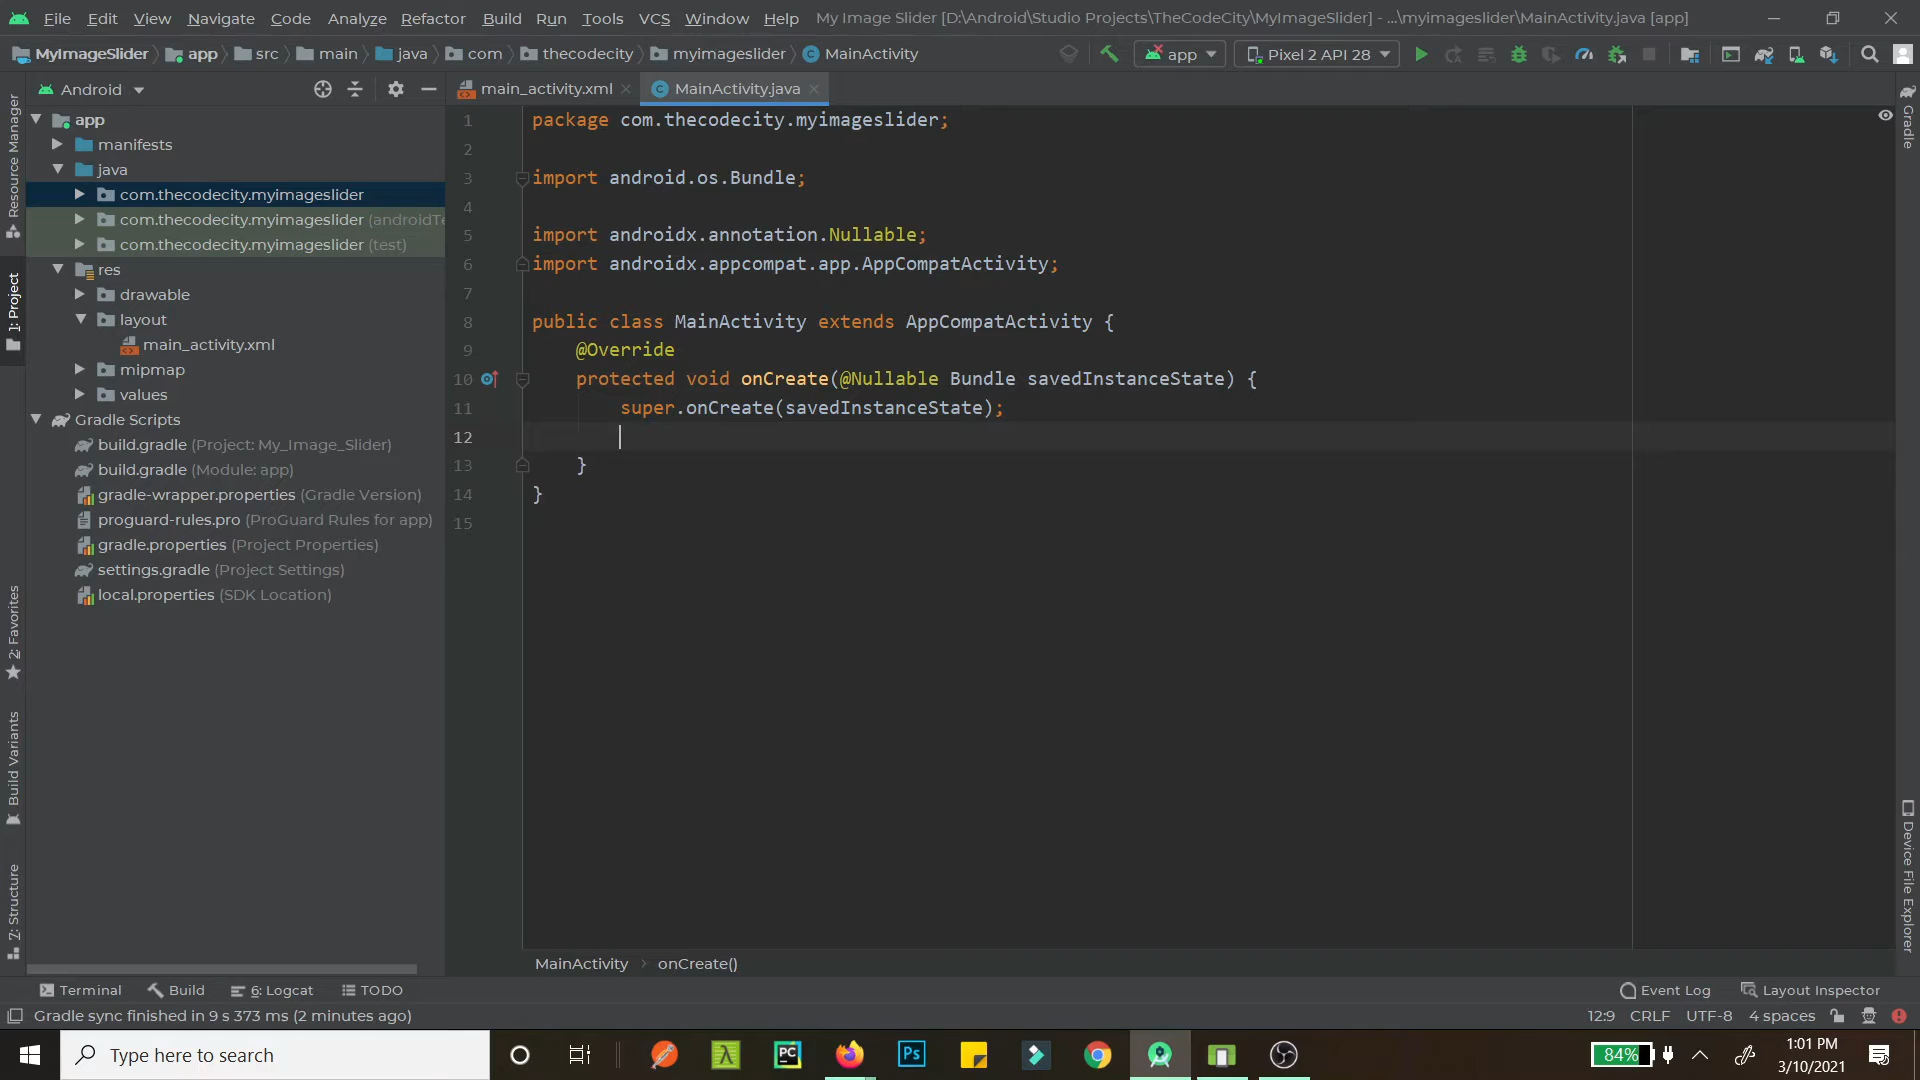 File Edit View Navigate Code Analyze Refactor Build Run Tools VCS Window Help My Image Slider [D:\Android\Studio Projects\TheCodeCity\MyImageSlider] - ...\myimageslider\MainActivity.java [app]
MyImageSlider app src main java com thecodecity myimageslider MainActivity app Pixel 2 API 28
Android main_activity.xml MainActivity.java
Resource Manager
1: Project
2: Favorites
Build Variants
7: Structure
app
manifests
java
com.thecodecity.myimageslider
com.thecodecity.myimageslider (androidTe
com.thecodecity.myimageslider (test)
res
drawable
layout
main_activity.xml
mipmap
values
Gradle Scripts
build.gradle (Project: My_Image_Slider)
build.gradle (Module: app)
gradle-wrapper.properties (Gradle Version)
proguard-rules.pro (ProGuard Rules for app)
gradle.properties (Project Properties)
settings.gradle (Project Settings)
local.properties (SDK Location)
1 package com.thecodecity.myimageslider;
2
3 import android.os.Bundle;
4
5 import androidx.annotation.Nullable;
6 import androidx.appcompat.app.AppCompatActivity;
7
8 public class MainActivity extends AppCompatActivity {
9 @Override
10 protected void onCreate(@Nullable Bundle savedInstanceState) {
11 super.onCreate(savedInstanceState);
12
13 }
14 }
15
Gradle
Device File Explorer
MainActivity onCreate()
Terminal Build 6: Logcat TODO Event Log Layout Inspector
Gradle sync finished in 9 s 373 ms (2 minutes ago) 12:9 CRLF UTF-8 4 spaces
Type here to search PC Ps 84% 1:01 PM
3/10/2021